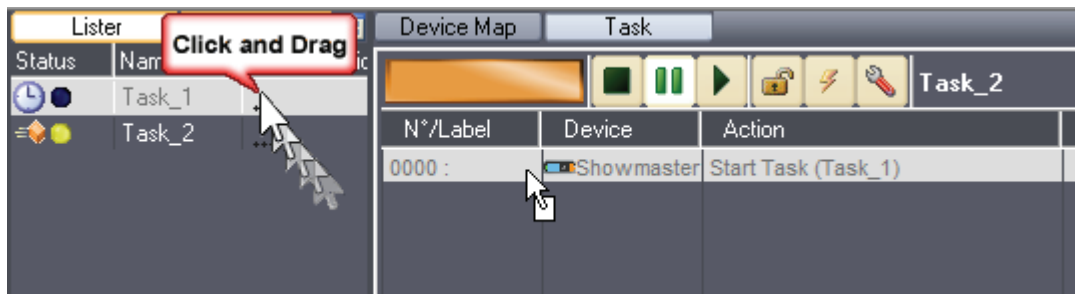 Lister
Click and Drag
Status Nam
Task_1 ...
Task_2 ...
Device Map Task
Task_2
N°/Label Device Action
0000 : Showmaster Start Task (Task_1)